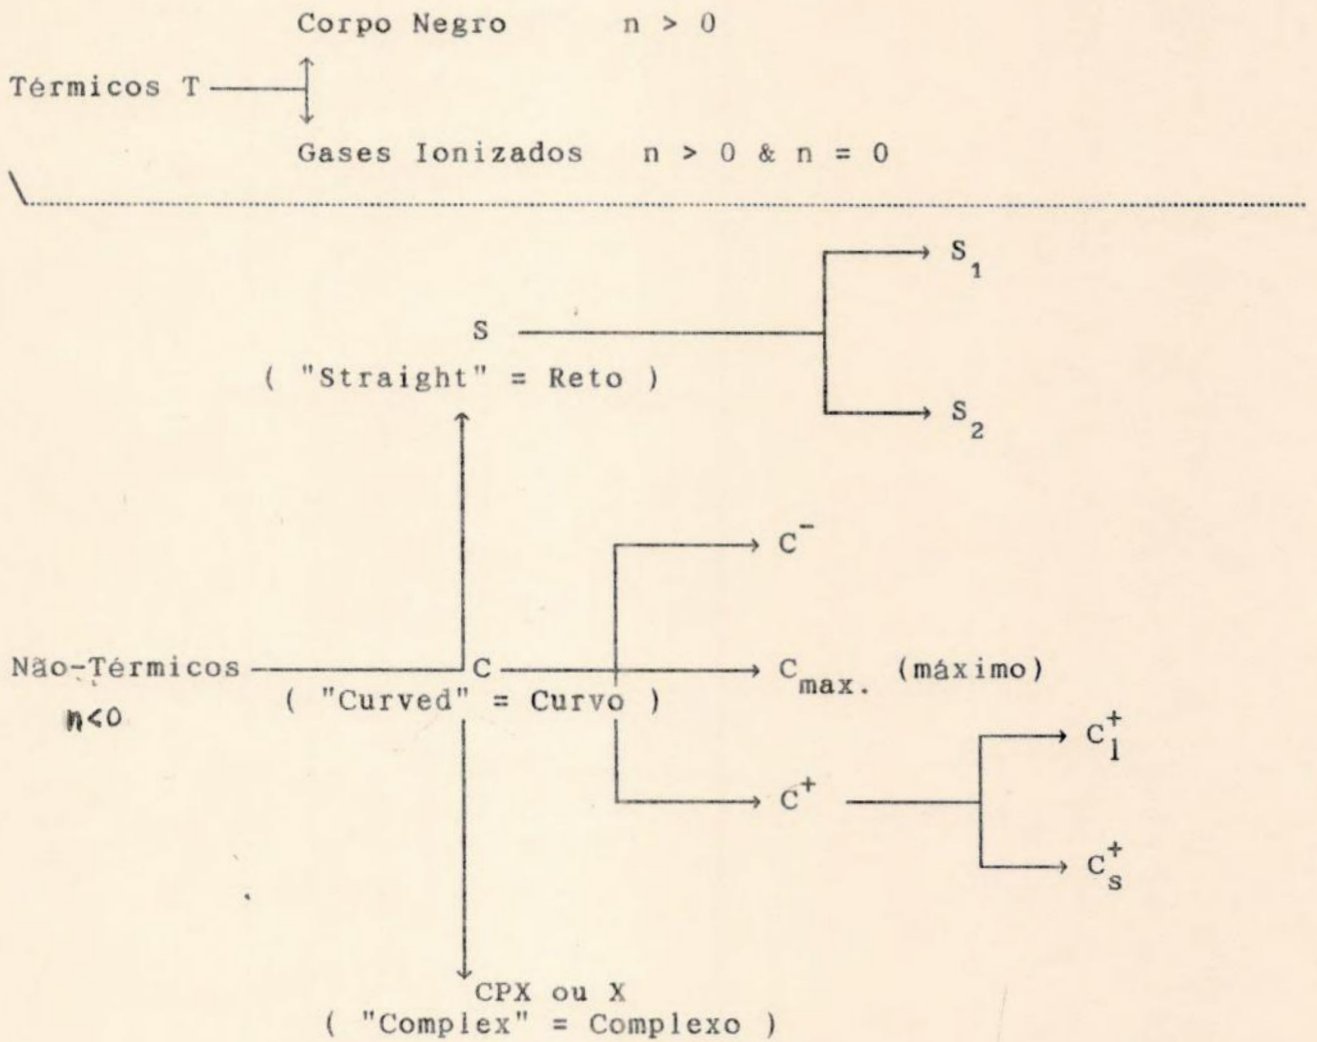 Corpo Negro n > 0
Térmicos T
Gases Ionizados n > 0 & n = 0
S₁
S
( "Straight" = Reto )
S₂
C⁻
Não-Térmicos C Cmax. (máximo)
( "Curved" = Curvo )
n<0
C⁺ₗ
C⁺
C⁺ₛ
CPX ou X
( "Complex" = Complexo )